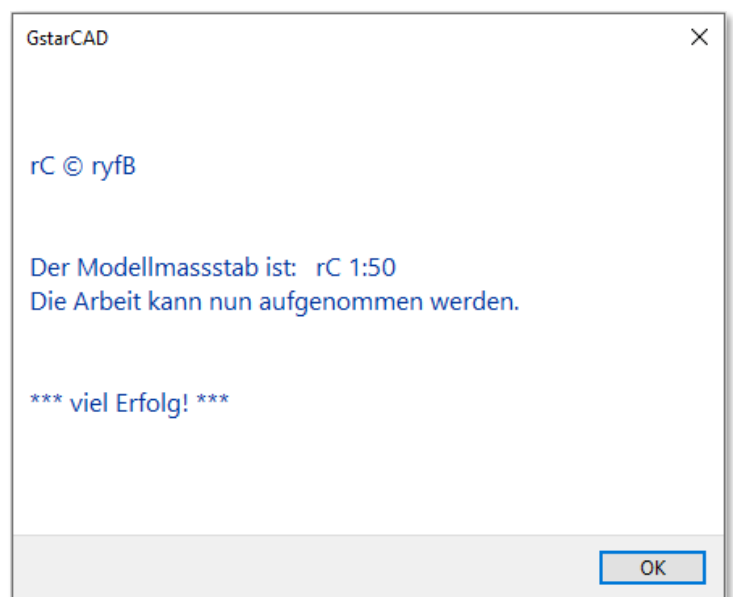 GstarCAD
rC © ryfB
Der Modellmassstab ist:   rC 1:50
Die Arbeit kann nun aufgenommen werden.
*** viel Erfolg! ***
OK